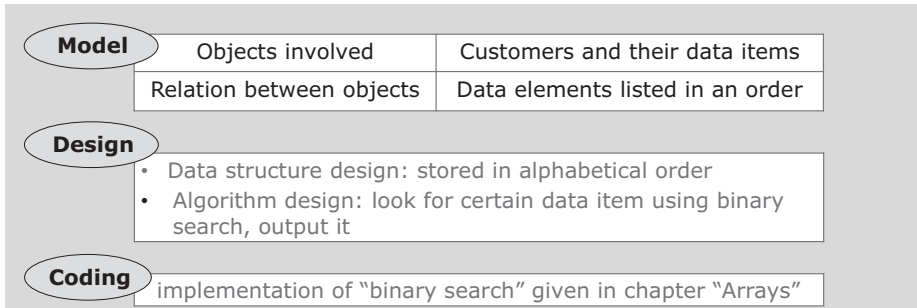 Model
Objects involved Customers and their data items
Relation between objects Data elements listed in an order
Design
• Data structure design: stored in alphabetical order
• Algorithm design: look for certain data item using binary
search, output it
Coding
implementation of “binary search” given in chapter “Arrays”